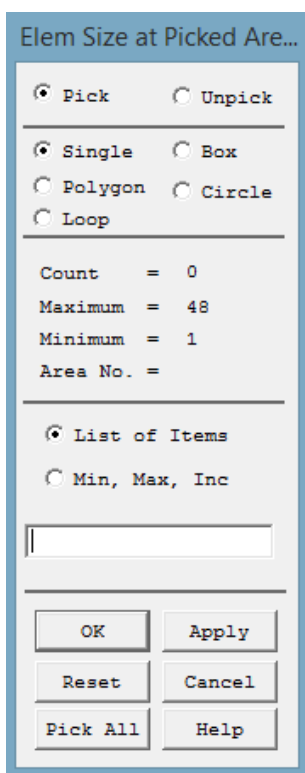 Elem Size at Picked Are...
Pick Unpick
Single Box
Polygon Circle
Loop
Count = 0
Maximum = 48
Minimum = 1
Area No. =
List of Items
Min, Max, Inc
OK Apply
Reset Cancel
Pick All Help